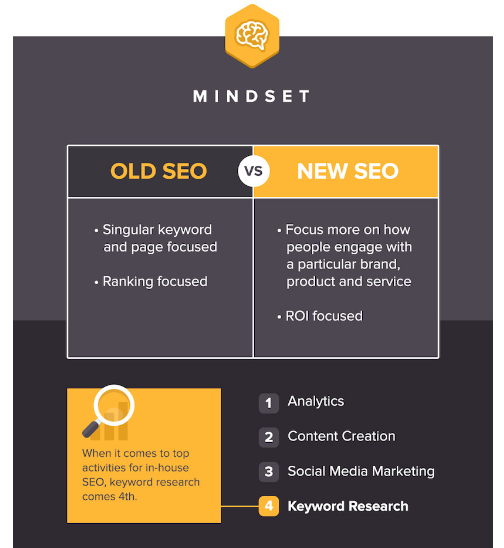 MINDSET
OLD SEO
VS
NEW SEO
• Singular keyword
and page focused
• Ranking focused
• Focus more on how
people engage with
a particular brand,
product and service
• ROI focused
When it comes to top
activities for in-house
SEO, keyword research
comes 4th.
1 Analytics
2 Content Creation
3 Social Media Marketing
4 Keyword Research